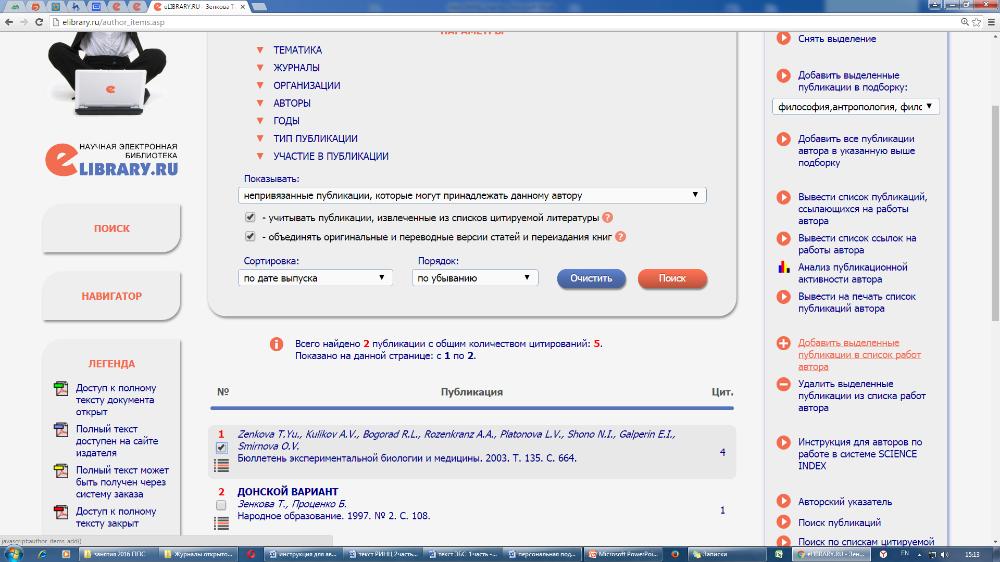 eLIBRARY.RU - Зенкова Та
elibrary.ru/author_items.asp
ПАРАМЕТРЫ
ТЕМАТИКА
ЖУРНАЛЫ
ОРГАНИЗАЦИИ
АВТОРЫ
ГОДЫ
ТИП ПУБЛИКАЦИИ
УЧАСТИЕ В ПУБЛИКАЦИИ
Показывать:
непривязанные публикации, которые могут принадлежать данному автору
- учитывать публикации, извлеченные из списков цитируемой литературы ?
- объединять оригинальные и переводные версии статей и переиздания книг ?
Сортировка: Порядок:
по дате выпуска по убыванию Очистить Поиск
НАУЧНАЯ ЭЛЕКТРОННАЯ
БИБЛИОТЕКА
eLIBRARY.RU
ПОИСК
НАВИГАТОР
ЛЕГЕНДА
Доступ к полному
тексту документа
открыт
Полный текст
доступен на сайте
издателя
Полный текст может
быть получен через
систему заказа
Доступ к полному
тексту закрыт
Всего найдено 2 публикации с общим количеством цитирований: 5.
Показано на данной странице: с 1 по 2.
№ Публикация Цит.
1 Zenkova T.Yu., Kulikov A.V., Bogorad R.L., Rozenkranz A.A., Platonova L.V., Shono N.I., Galperin E.I.,
Smirnova O.V.
Бюллетень экспериментальной биологии и медицины. 2003. Т. 135. С. 664.
4
2 ДОНСКОЙ ВАРИАНТ
Зенкова Т., Проценко Б.
Народное образование. 1997. № 2. С. 108.
1
Снять выделение
Добавить выделенные
публикации в подборку:
философия,антропология, фило
Добавить все публикации
автора в указанную выше
подборку
Вывести список публикаций,
ссылающихся на работы
автора
Вывести список ссылок на
работы автора
Анализ публикационной
активности автора
Вывести на печать список
публикаций автора
Добавить выделенные
публикации в список работ
автора
Удалить выделенные
публикации из списка работ
автора
Инструкция для авторов по
работе в системе SCIENCE
INDEX
Авторский указатель
Поиск публикаций
Поиск по спискам цитируемой
javascript:author_items_add()
занятия 2016 ППС Журналы открыто... инструкция для ав... текст РИНЦ 2часть... текст ЭБС 1часть -... персональная под... Microsoft PowerPoi... Записки eLIBRARY.RU - Зен... EN 15:13